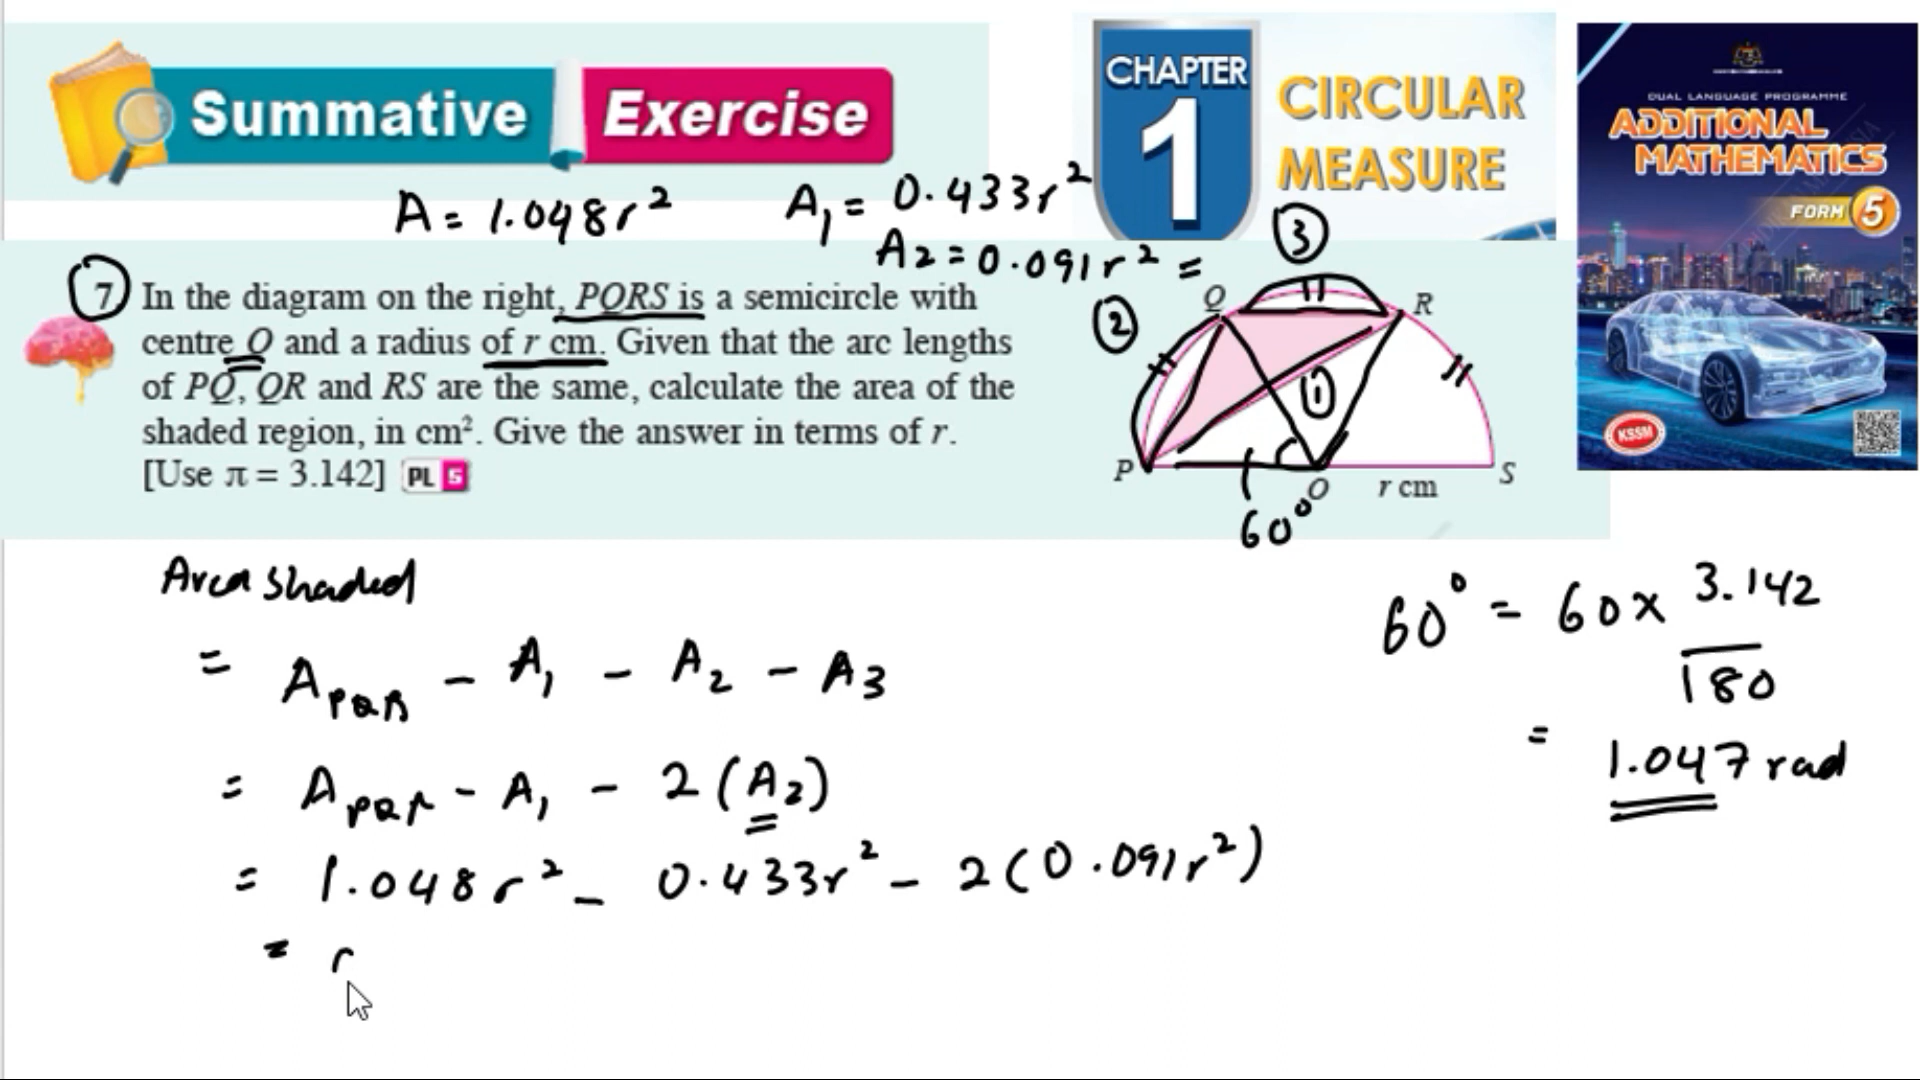 Summative Exercise
CHAPTER
1
CIRCULAR
MEASURE
DUAL LANGUAGE PROGRAMME
ADDITIONAL
MATHEMATICS
FORM 5
KSSM
A = 1.048r²
A₁ = 0.433r²
A2 = 0.091r² =
7 In the diagram on the right, PQRS is a semicircle with
centre O and a radius of r cm. Given that the arc lengths
of PQ, QR and RS are the same, calculate the area of the
shaded region, in cm². Give the answer in terms of r.
[Use π = 3.142] PL 5
3
Q
R
2
1
P
O
r cm
S
60°
Area shaded
= A PQR - A₁ - A₂ - A3
= A PQR - A₁ - 2(A₂)
= 1.048r² - 0.433r² - 2(0.091r²)
= r
60° = 60 x 3.142
180
= 1.047 rad